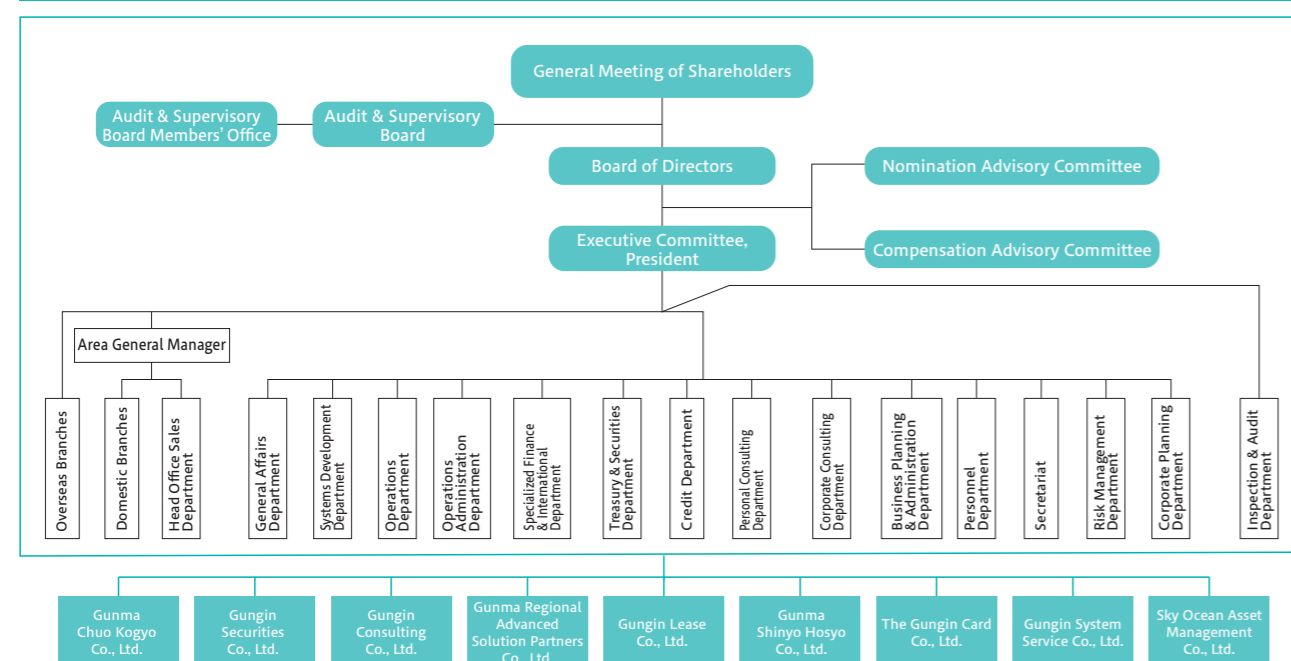 General Meeting of Shareholders
Audit & Supervisory
Board Members' Office
Audit & Supervisory
Board
Board of Directors
Nomination Advisory Committee
Executive Committee,
President
Compensation Advisory Committee
Area General Manager
Overseas Branches
Domestic Branches
Head Office Sales
Department
General Affairs
Department
Systems Development
Department
Operations
Department
Operations
Administration
Department
Specialized Finance
& International
Department
Treasury & Securities
Department
Credit Department
Personal Consulting
Department
Corporate Consulting
Department
Business Planning
& Administration
Department
Personnel
Department
Secretariat
Risk Management
Department
Corporate Planning
Department
Inspection & Audit
Department
Gunma
Chuo Kogyo
Co., Ltd.
Gungin
Securities
Co., Ltd.
Gungin
Consulting
Co., Ltd.
Gunma Regional
Advanced
Solution Partners
Co., Ltd.
Gungin Lease
Co., Ltd.
Gunma
Shinyo Hosyo
Co., Ltd.
The Gungin Card
Co., Ltd.
Gungin System
Service Co., Ltd.
Sky Ocean Asset
Management
Co., Ltd.